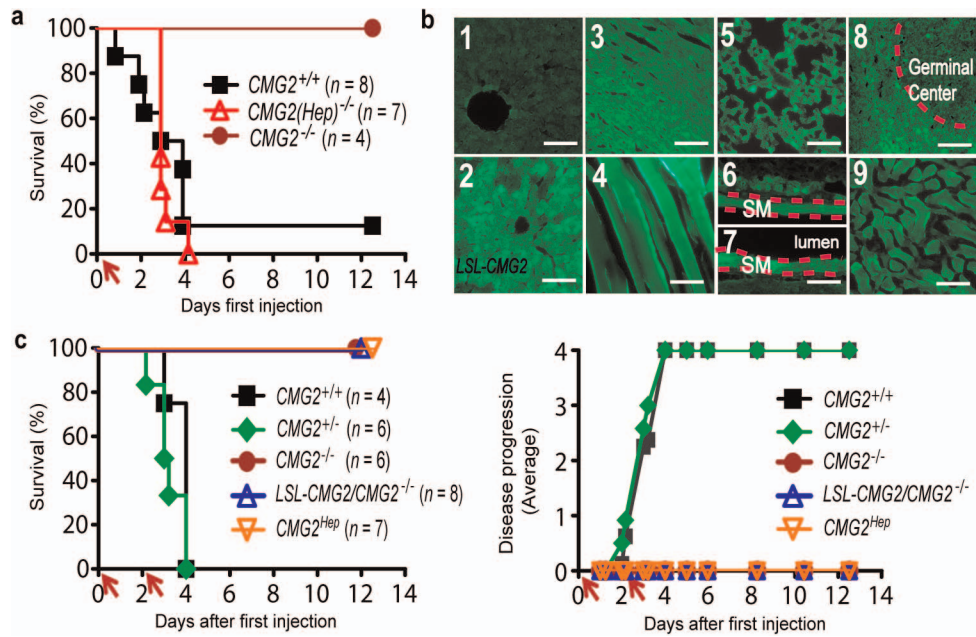 a
Survival (%)
100
80
60
40
20
0
CMG2+/+ (n = 8)
CMG2(Hep)-/- (n = 7)
CMG2-/- (n = 4)
0 2 4 6 8 10 12 14
Days first injection
b
1 3 5 8
Germinal
Center
2 4 6 9
SM
7 lumen
SM
LSL-CMG2
c
Survival (%)
100
80
60
40
20
0
CMG2+/+ (n = 4)
CMG2+/- (n = 6)
CMG2-/- (n = 6)
LSL-CMG2/CMG2-/- (n = 8)
CMG2Hep (n = 7)
0 2 4 6 8 10 12 14
Days after first injection
Disease progression
(Average)
4
3
2
1
0
CMG2+/+
CMG2+/-
CMG2-/-
LSL-CMG2/CMG2-/-
CMG2Hep
0 2 4 6 8 10 12 14
Days after first injection